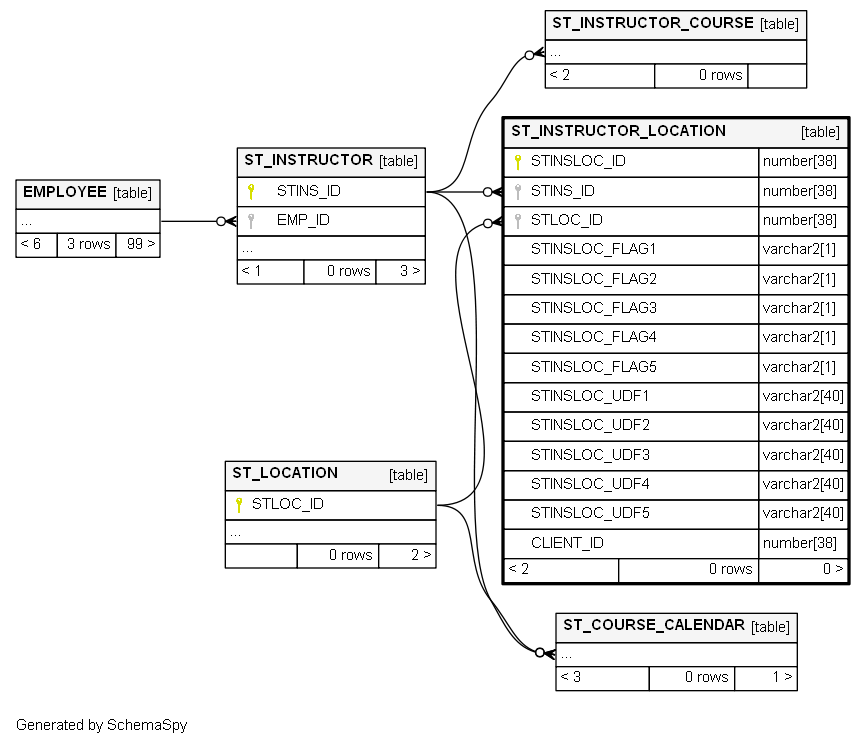 ST_INSTRUCTOR_COURSE [table]
...
< 2 0 rows
ST_INSTRUCTOR_LOCATION [table]
STINSLOC_ID number[38]
STINS_ID number[38]
STLOC_ID number[38]
STINSLOC_FLAG1 varchar2[1]
STINSLOC_FLAG2 varchar2[1]
STINSLOC_FLAG3 varchar2[1]
STINSLOC_FLAG4 varchar2[1]
STINSLOC_FLAG5 varchar2[1]
STINSLOC_UDF1 varchar2[40]
STINSLOC_UDF2 varchar2[40]
STINSLOC_UDF3 varchar2[40]
STINSLOC_UDF4 varchar2[40]
STINSLOC_UDF5 varchar2[40]
CLIENT_ID number[38]
< 2 0 rows 0 >
ST_INSTRUCTOR [table]
STINS_ID
EMP_ID
...
< 1 0 rows 3 >
EMPLOYEE [table]
...
< 6 3 rows 99 >
ST_LOCATION [table]
STLOC_ID
...
0 rows 2 >
ST_COURSE_CALENDAR [table]
...
< 3 0 rows 1 >
Generated by SchemaSpy